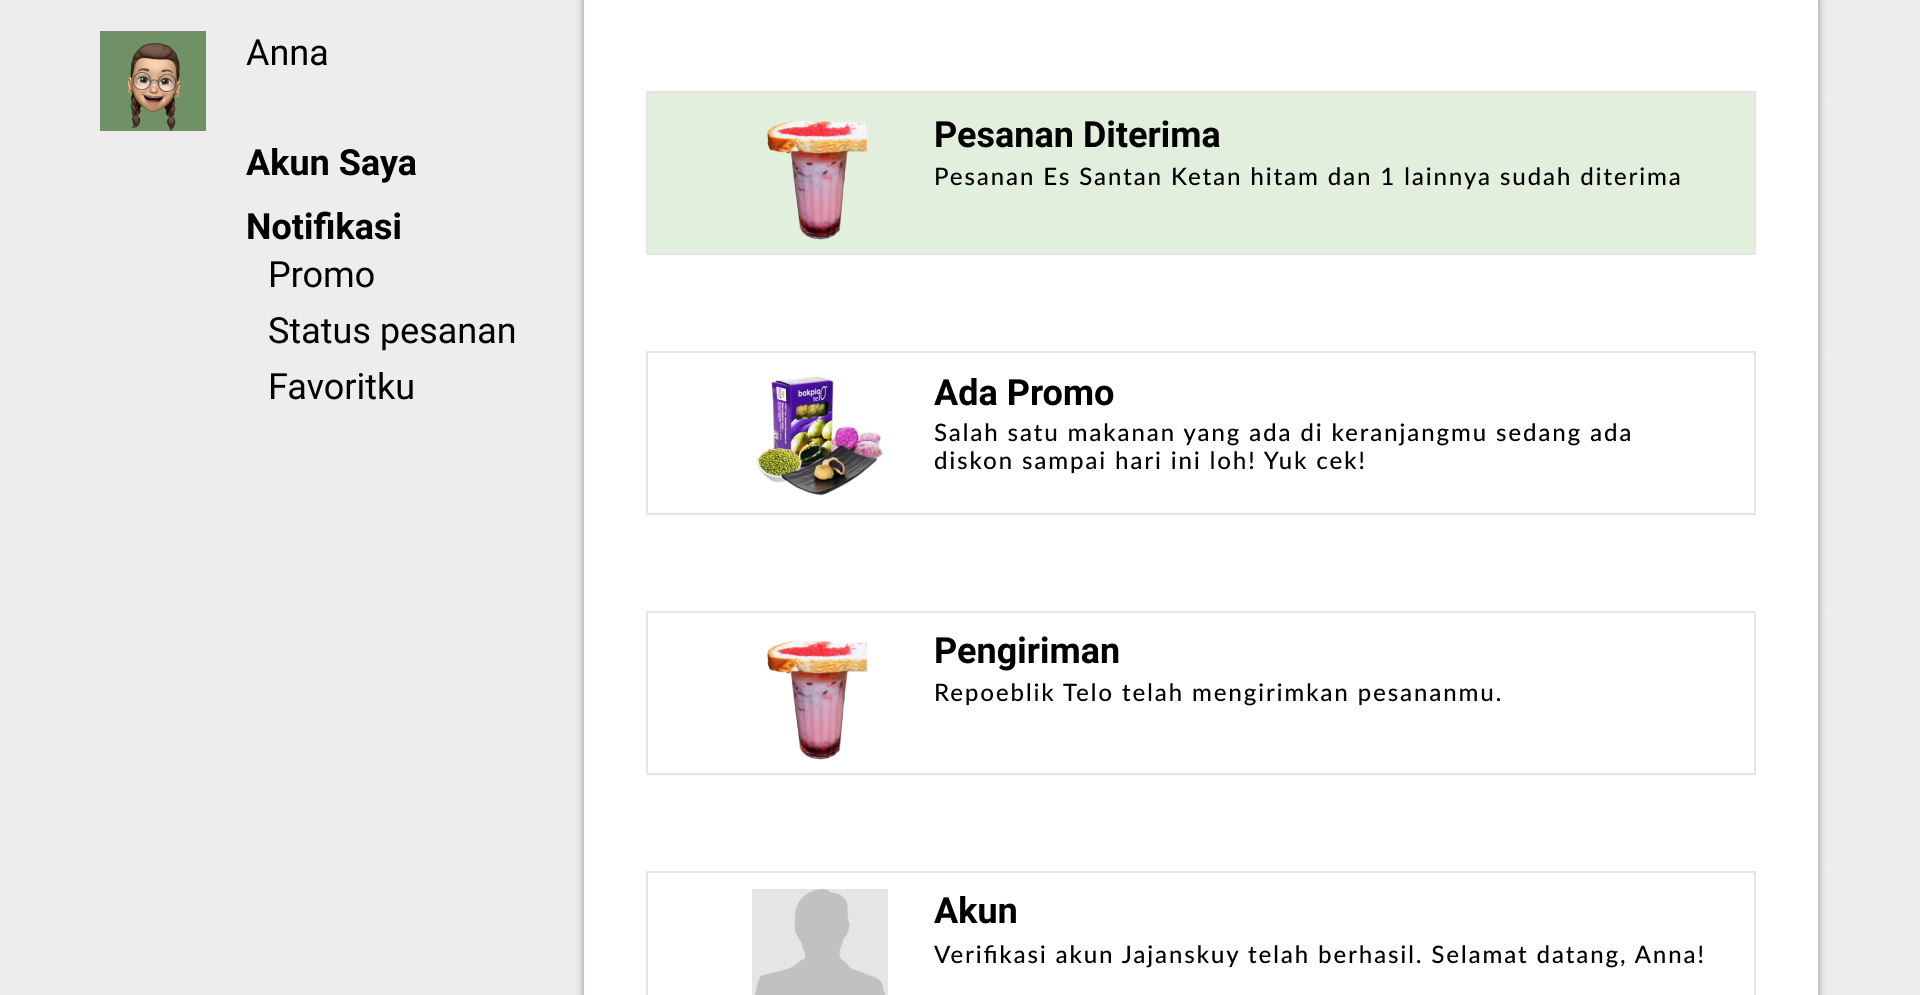 Anna
Akun Saya
Notifikasi
Promo
Status pesanan
Favoritku
Pesanan Diterima
Pesanan Es Santan Ketan hitam dan 1 lainnya sudah diterima
bakpia
telo
Ada Promo
Salah satu makanan yang ada di keranjangmu sedang ada
diskon sampai hari ini loh! Yuk cek!
Pengiriman
Repoeblik Telo telah mengirimkan pesananmu.
Akun
Verifikasi akun Jajanskuy telah berhasil. Selamat datang, Anna!